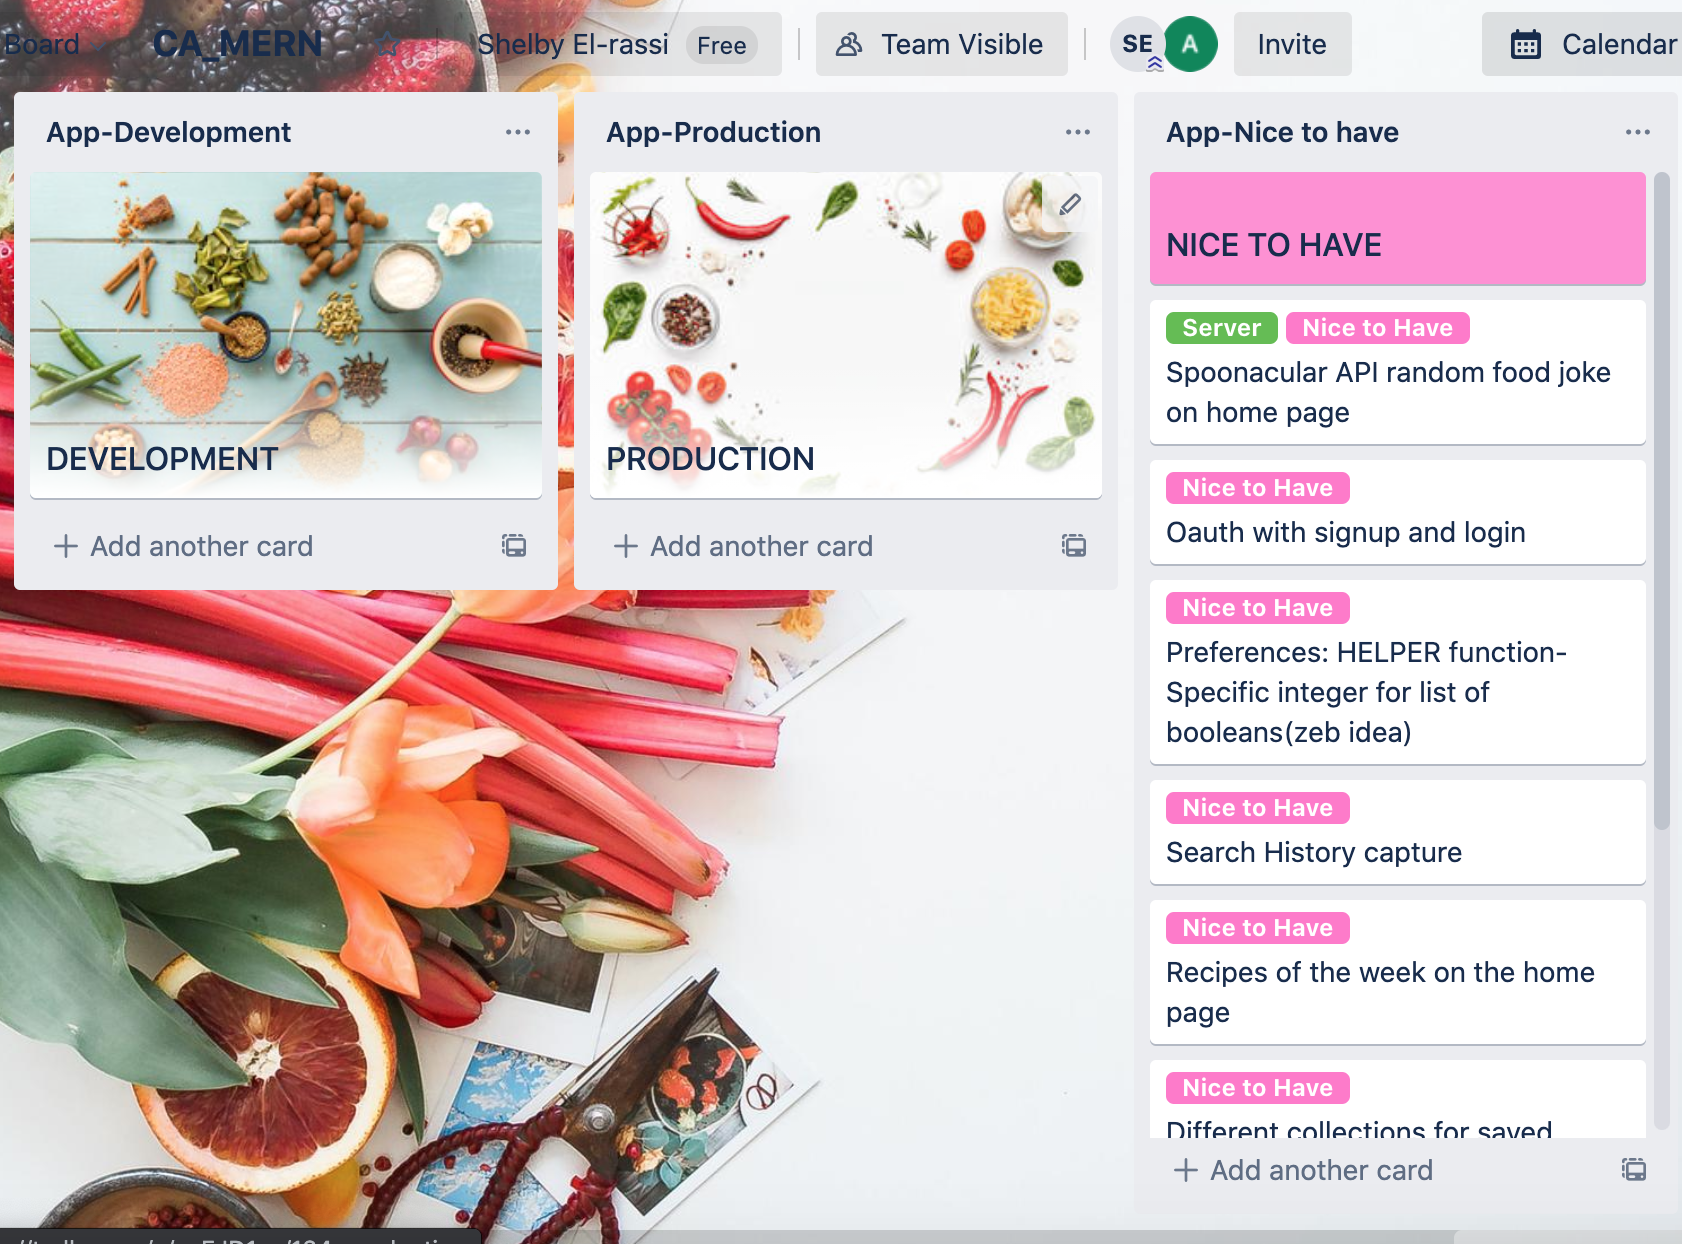 Board CA_MERN Shelby El-rassi Free Team Visible SE A Invite Calendar
App-Development
DEVELOPMENT
+ Add another card
App-Production
PRODUCTION
+ Add another card
App-Nice to have
NICE TO HAVE
Server Nice to Have
Spoonacular API random food joke
on home page
Nice to Have
Oauth with signup and login
Nice to Have
Preferences: HELPER function-
Specific integer for list of
booleans(zeb idea)
Nice to Have
Search History capture
Nice to Have
Recipes of the week on the home
page
Nice to Have
Different collections for saved
+ Add another card